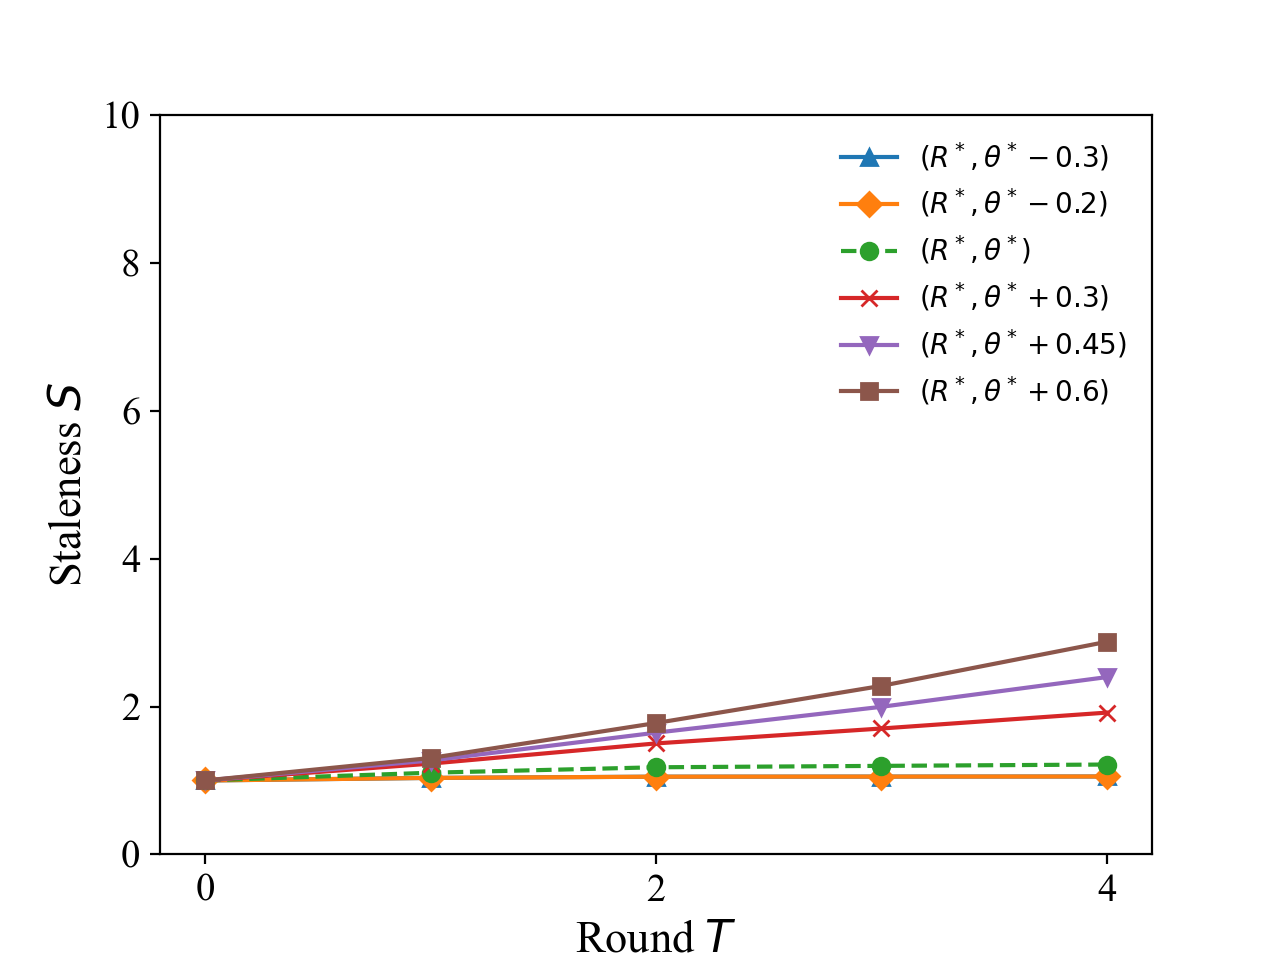 10
8
6
4
2
0
0
2
4
Staleness S
Round T
(R*, θ* − 0.3)
(R*, θ* − 0.2)
(R*, θ*)
(R*, θ* + 0.3)
(R*, θ* + 0.45)
(R*, θ* + 0.6)